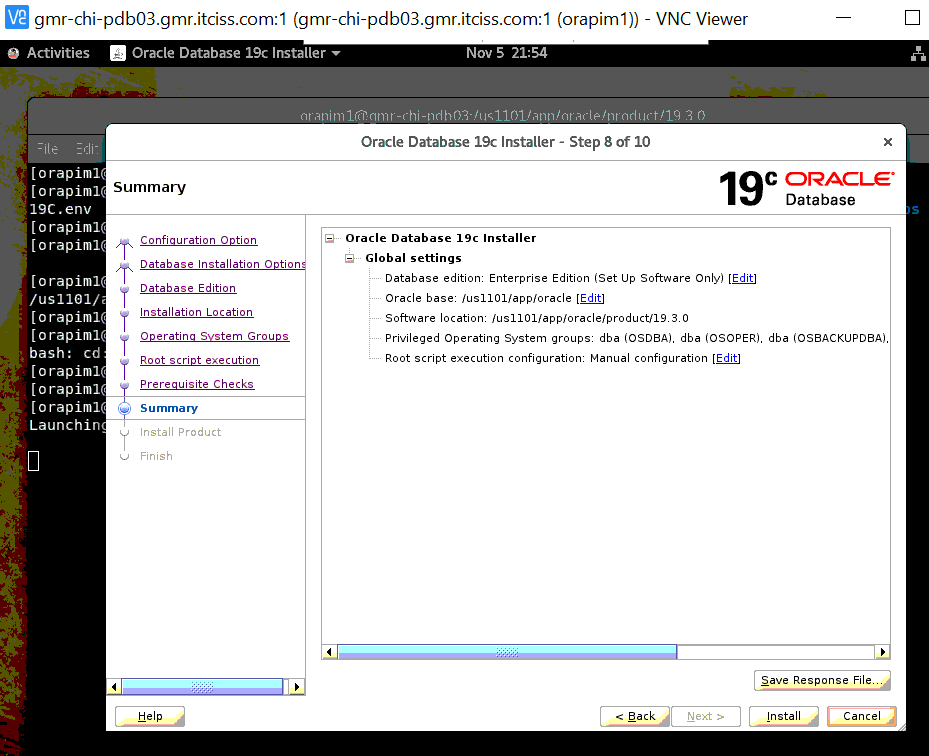 VE gmr-chi-pdb03.gmr.itciss.com:1 (gmr-chi-pdb03.gmr.itciss.com:1 (orapim1)) - VNC Viewer
Activities Oracle Database 19c Installer Nov 5 21:54
orapim1@gmr-chi-pdb03:/us1101/app/oracle/product/19.3.0
File Edit
Oracle Database 19c Installer - Step 8 of 10
Summary
19c ORACLE
Database
[orapim1@
[orapim1@
19C.env
[orapim1@
[orapim1@
[orapim1@
/us1101/a
[orapim1@
[orapim1@
bash: cd:
[orapim1@
[orapim1@
[orapim1@
Launching
Configuration Option
Database Installation Options
Database Edition
Installation Location
Operating System Groups
Root script execution
Prerequisite Checks
Summary
Install Product
Finish
Oracle Database 19c Installer
Global settings
Database edition: Enterprise Edition (Set Up Software Only) [Edit]
Oracle base: /us1101/app/oracle [Edit]
Software location: /us1101/app/oracle/product/19.3.0
Privileged Operating System groups: dba (OSDBA), dba (OSOPER), dba (OSBACKUPDBA),
Root script execution configuration: Manual configuration [Edit]
Save Response File...
Help
< Back Next > Install Cancel